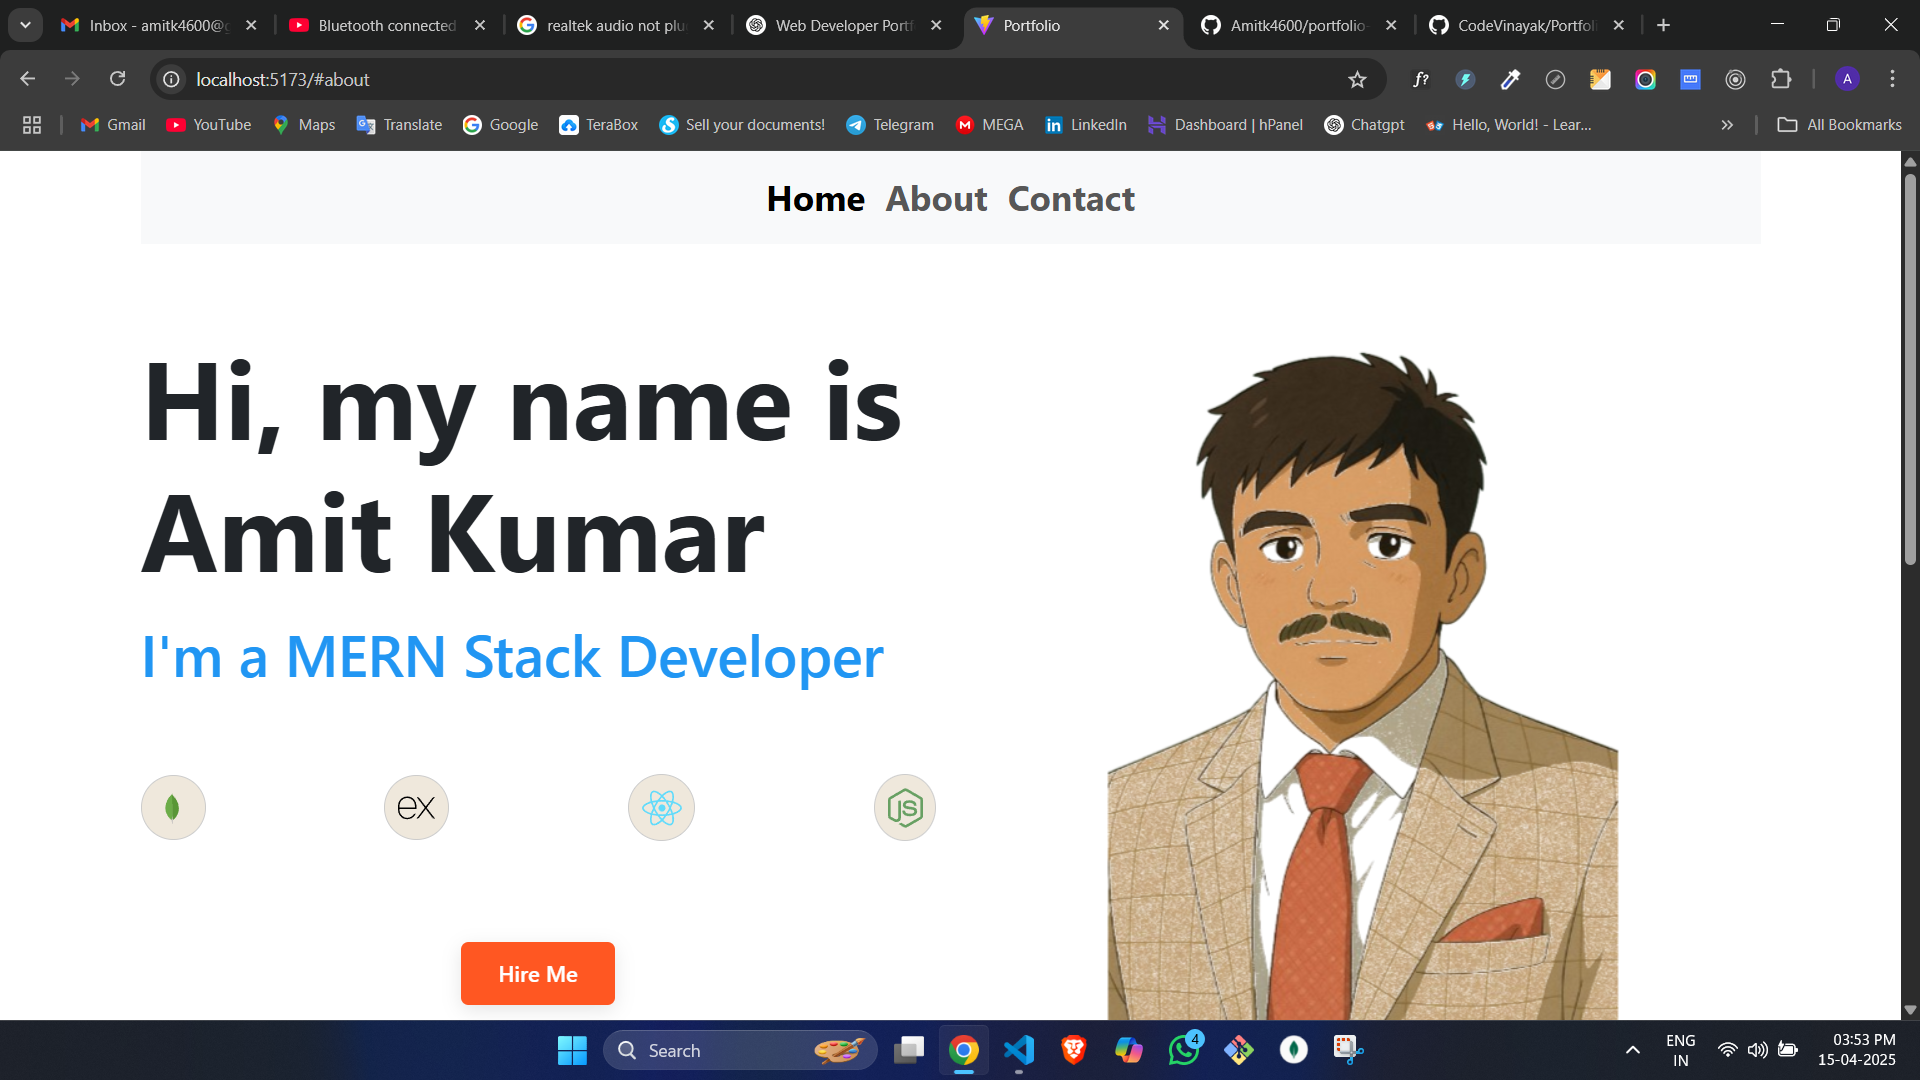 Inbox - amitk4600@g
Bluetooth connected
realtek audio not plu
Web Developer Portf
Portfolio
Amitk4600/portfolio-
CodeVinayak/Portfoli
localhost:5173/#about
f?
A
Gmail
YouTube
Maps
Translate
Google
TeraBox
Sell your documents!
Telegram
MEGA
LinkedIn
Dashboard | hPanel
Chatgpt
Hello, World! - Lear...
All Bookmarks
Home About Contact
Hi, my name is
Amit Kumar
I'm a MERN Stack Developer
ex
JS
Hire Me
Search
4
ENG
IN
03:53 PM
15-04-2025